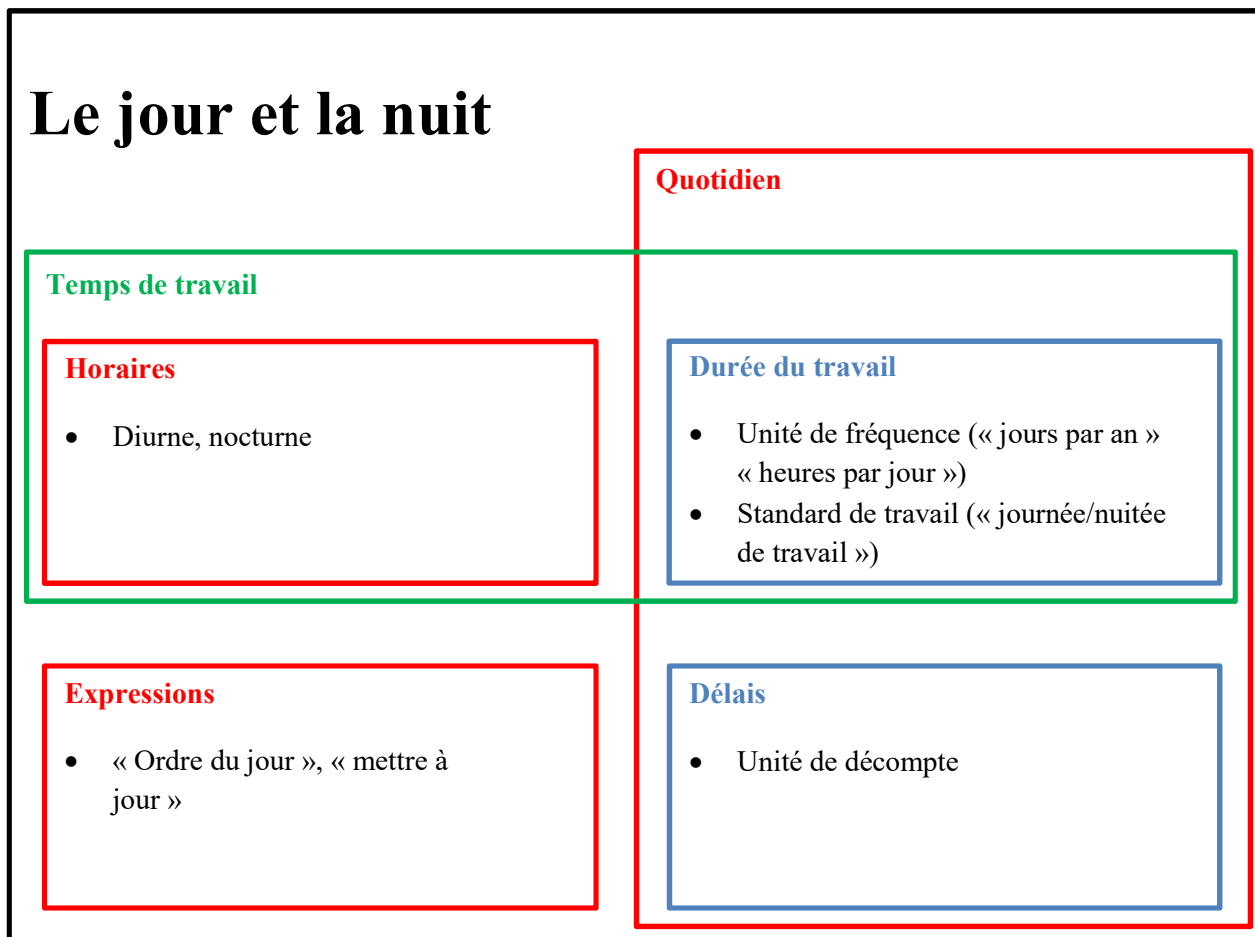 Le jour et la nuit
Quotidien
Temps de travail
Horaires
• Diurne, nocturne
Durée du travail
• Unité de fréquence (« jours par an »
« heures par jour »)
• Standard de travail (« journée/nuitée
de travail »)
Expressions
• « Ordre du jour », « mettre à
jour »
Délais
• Unité de décompte